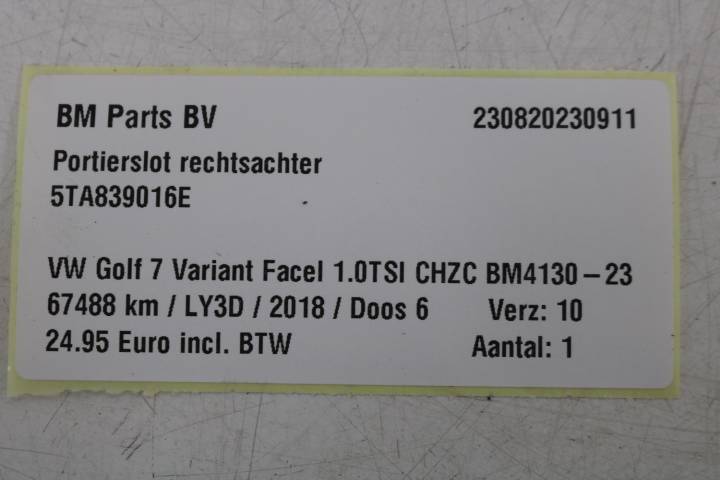 BM Parts BV 230820230911
Portierslot rechtsachter
5TA839016E
VW Golf 7 Variant Facel 1.0TSI CHZC BM4130-23
67488 km / LY3D / 2018 / Doos 6 Verz: 10
24.95 Euro incl. BTW Aantal: 1